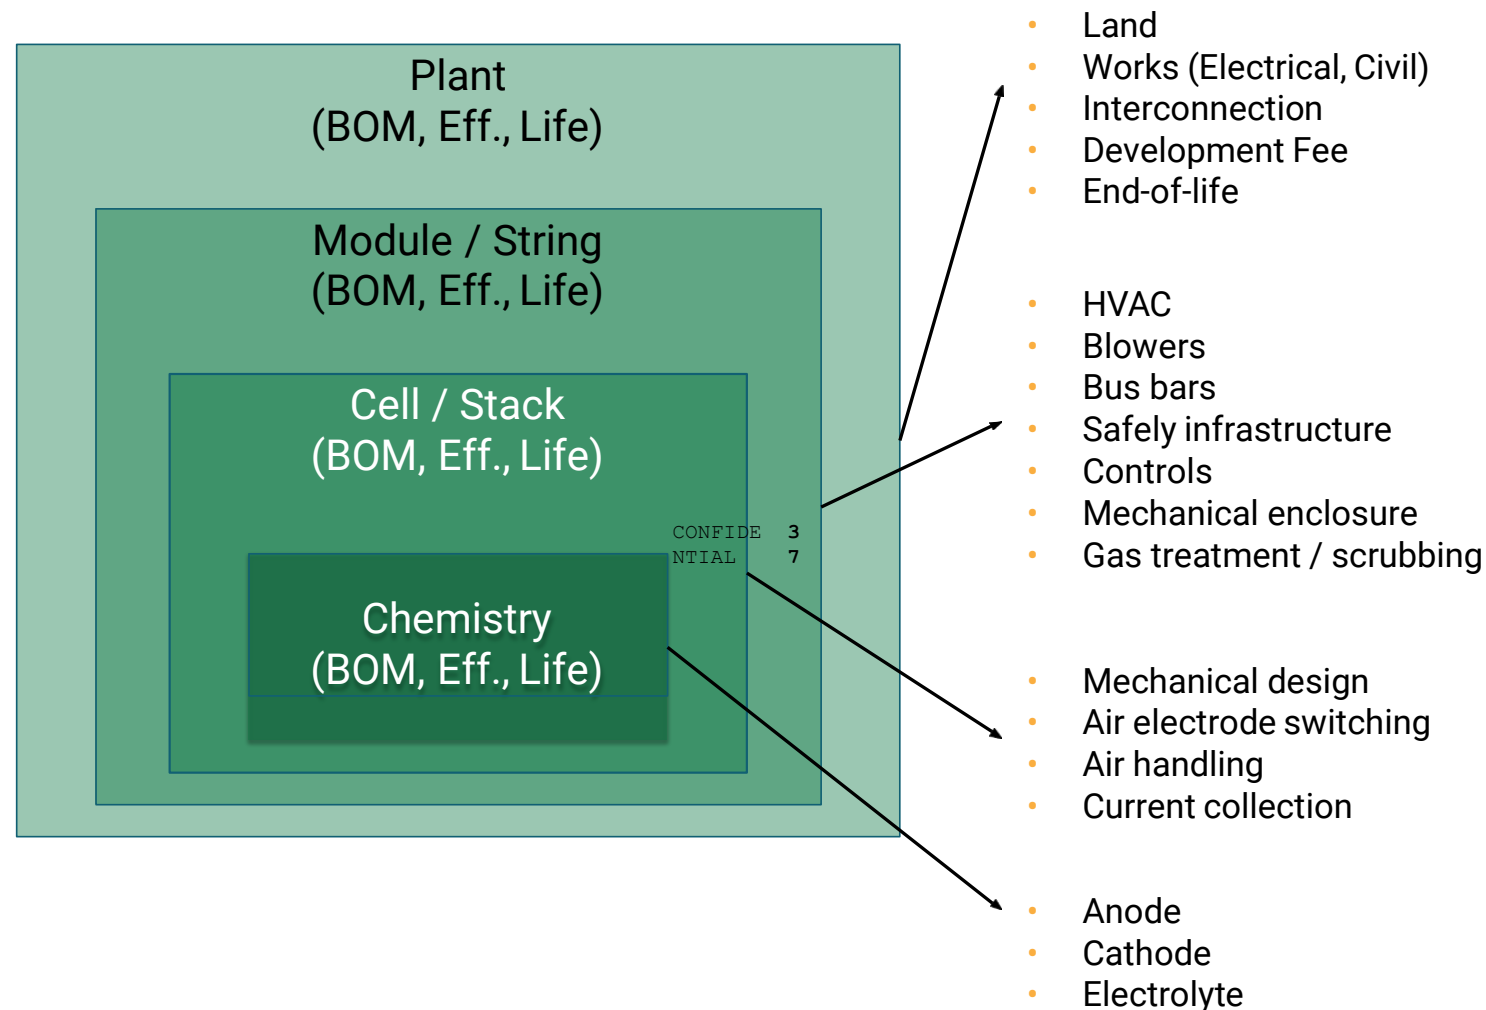 Plant
(BOM, Eff., Life)
Module / String
(BOM, Eff., Life)
Cell / Stack
(BOM, Eff., Life)
CONFIDE 3
NTIAL 7
Chemistry
(BOM, Eff., Life)
• Land
• Works (Electrical, Civil)
• Interconnection
• Development Fee
• End-of-life
• HVAC
• Blowers
• Bus bars
• Safely infrastructure
• Controls
• Mechanical enclosure
• Gas treatment / scrubbing
• Mechanical design
• Air electrode switching
• Air handling
• Current collection
• Anode
• Cathode
• Electrolyte